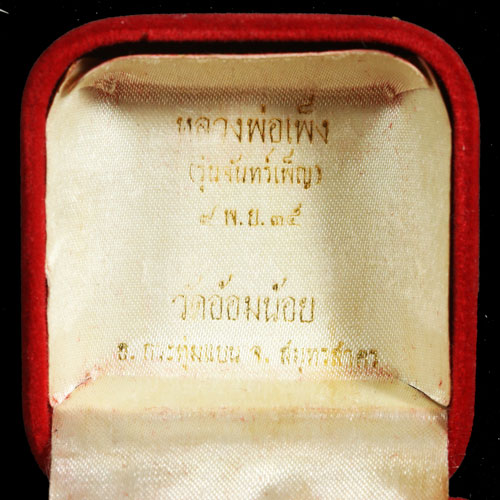 หลวงพ่อเพ็ง
(รุ่นจันทร์เพ็ญ)
๙ พ.ย.๓๕
วัดอ้อมน้อย
อ. กระทุ่มแบน จ. สมุทรสาคร